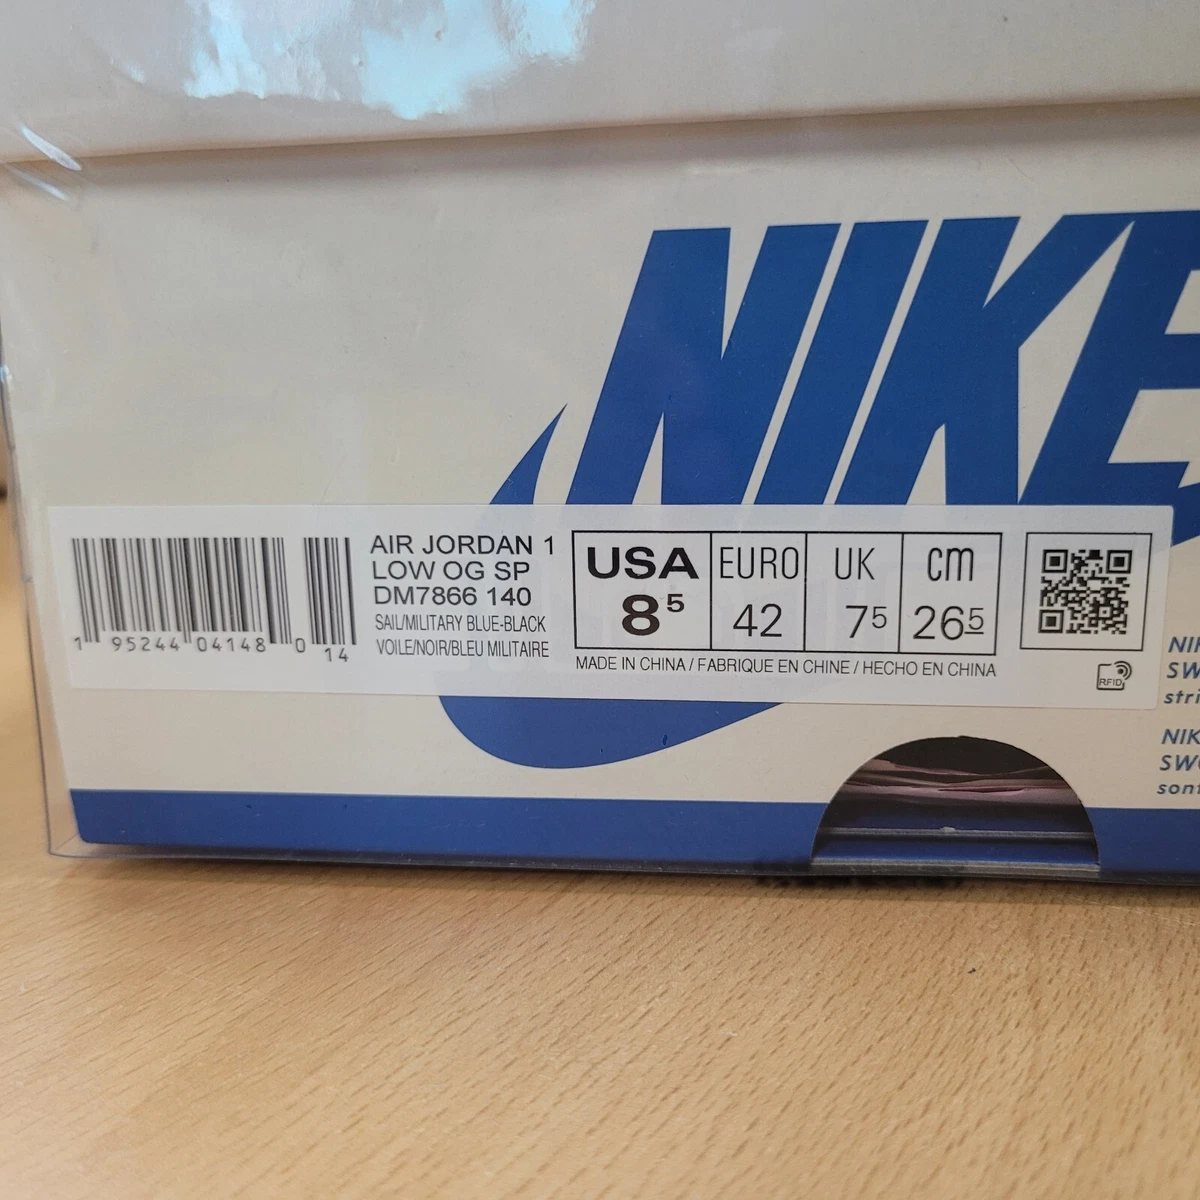 NIKE
AIR JORDAN 1
LOW OG SP
DM7866 140
SAIL/MILITARY BLUE-BLACK
VOILE/NOIR/BLEU MILITAIRE
1 95244 04148 0 14
USA EURO UK cm
8⁵ 42 7⁵ 26⁵
MADE IN CHINA / FABRIQUE EN CHINE / HECHO EN CHINA
RFID